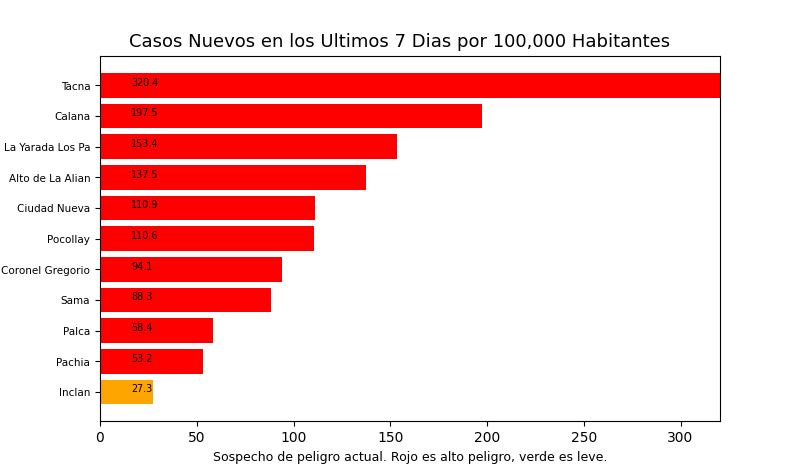 Casos Nuevos en los Ultimos 7 Dias por 100,000 Habitantes
Tacna 320.4
Calana 197.5
La Yarada Los Pa 153.4
Alto de La Alian 137.5
Ciudad Nueva 110.9
Pocollay 110.6
Coronel Gregorio 94.1
Sama 88.3
Palca 58.4
Pachia 53.2
Inclan 27.3
0 50 100 150 200 250 300
Sospecho de peligro actual. Rojo es alto peligro, verde es leve.